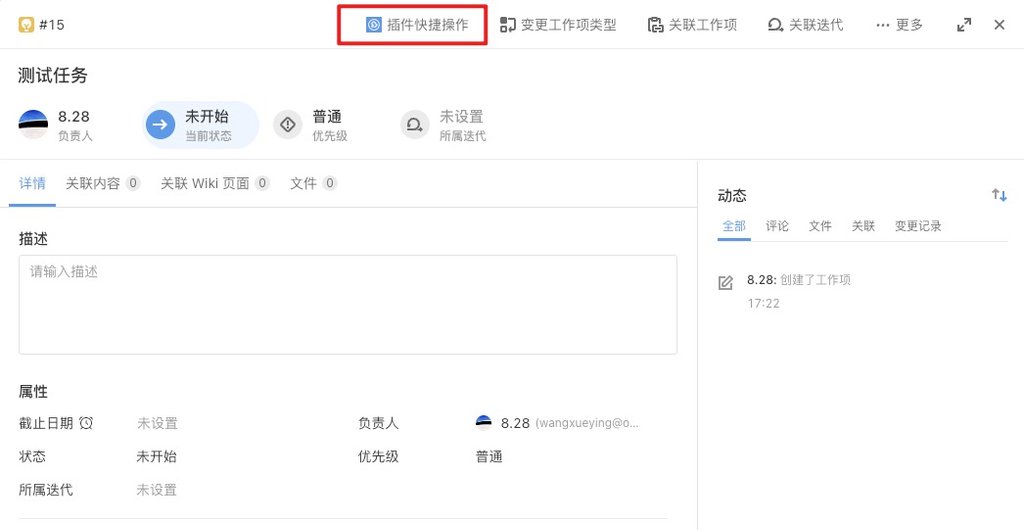 #15 插件快捷操作 变更工作项类型 关联工作项 关联迭代 ··· 更多
测试任务
8.28 未开始 普通 未设置
负责人 当前状态 优先级 所属迭代
详情 关联内容 0 关联 Wiki 页面 0 文件 0
动态
全部 评论 文件 关联 变更记录
描述
请输入描述
8.28: 创建了工作项
17:22
属性
截止日期 未设置 负责人 8.28 (wangxueying@o...
状态 未开始 优先级 普通
所属迭代 未设置